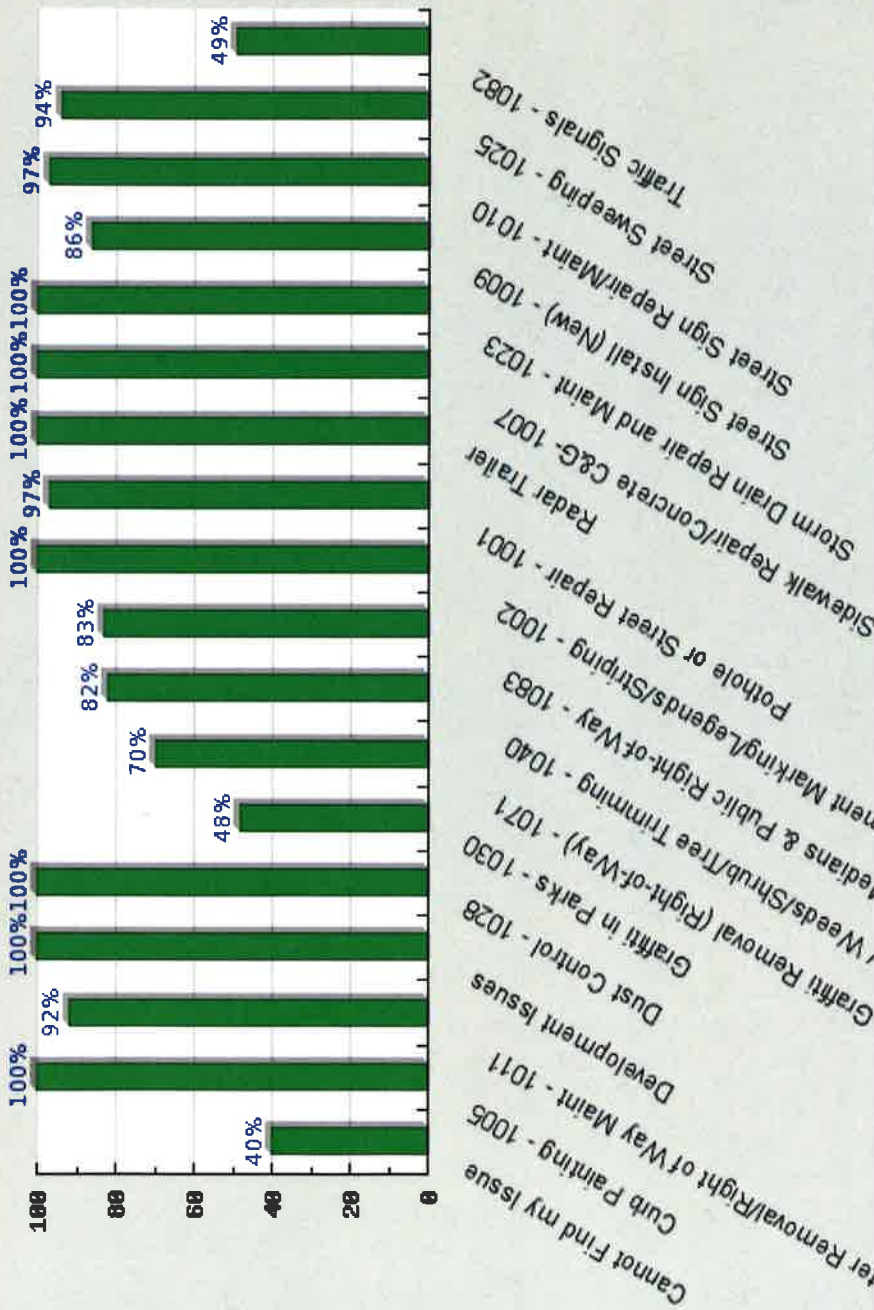 100
80
60
40
20
0
40%
100%
92%
100%
100%
48%
70%
82%
83%
100%
97%
100%
100%
100%
86%
97%
94%
49%
Cannot Find my Issue
Curb Painting - 1005
Removal/Right of Way Maint - 1011
Development Issues
Dust Control - 1028
Graffiti in Parks - 1030
Graffiti Removal (Right-of-Way) - 1071
Weeds/Shrub/Tree Trimming - 1040
Medians & Public Right-of-Way - 1083
Marking/Legends/Striping - 1002
Pothole or Street Repair - 1001
Radar Trailer
Sidewalk Repair/Concrete C&G- 1007
Storm Drain Repair and Maint - 1023
Street Sign Install (New) - 1009
Street Sign Repair/Maint - 1010
Street Sweeping - 1025
Traffic Signals - 1082